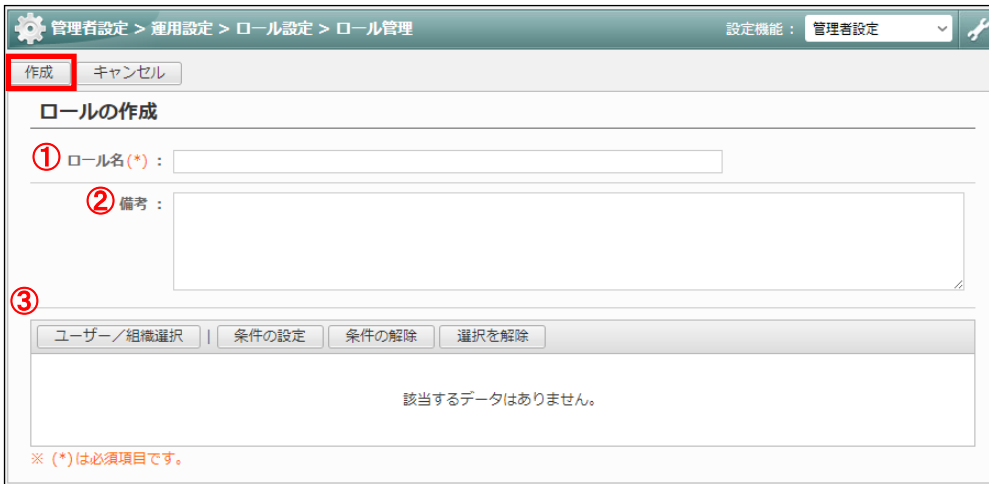 管理者設定 > 運用設定 > ロール設定 > ロール管理 設定機能： 管理者設定
作成 キャンセル
ロールの作成
① ロール名(*) ：
② 備考 ：
③
ユーザー／組織選択 | 条件の設定 条件の解除 選択を解除
該当するデータはありません。
※ (*)は必須項目です。